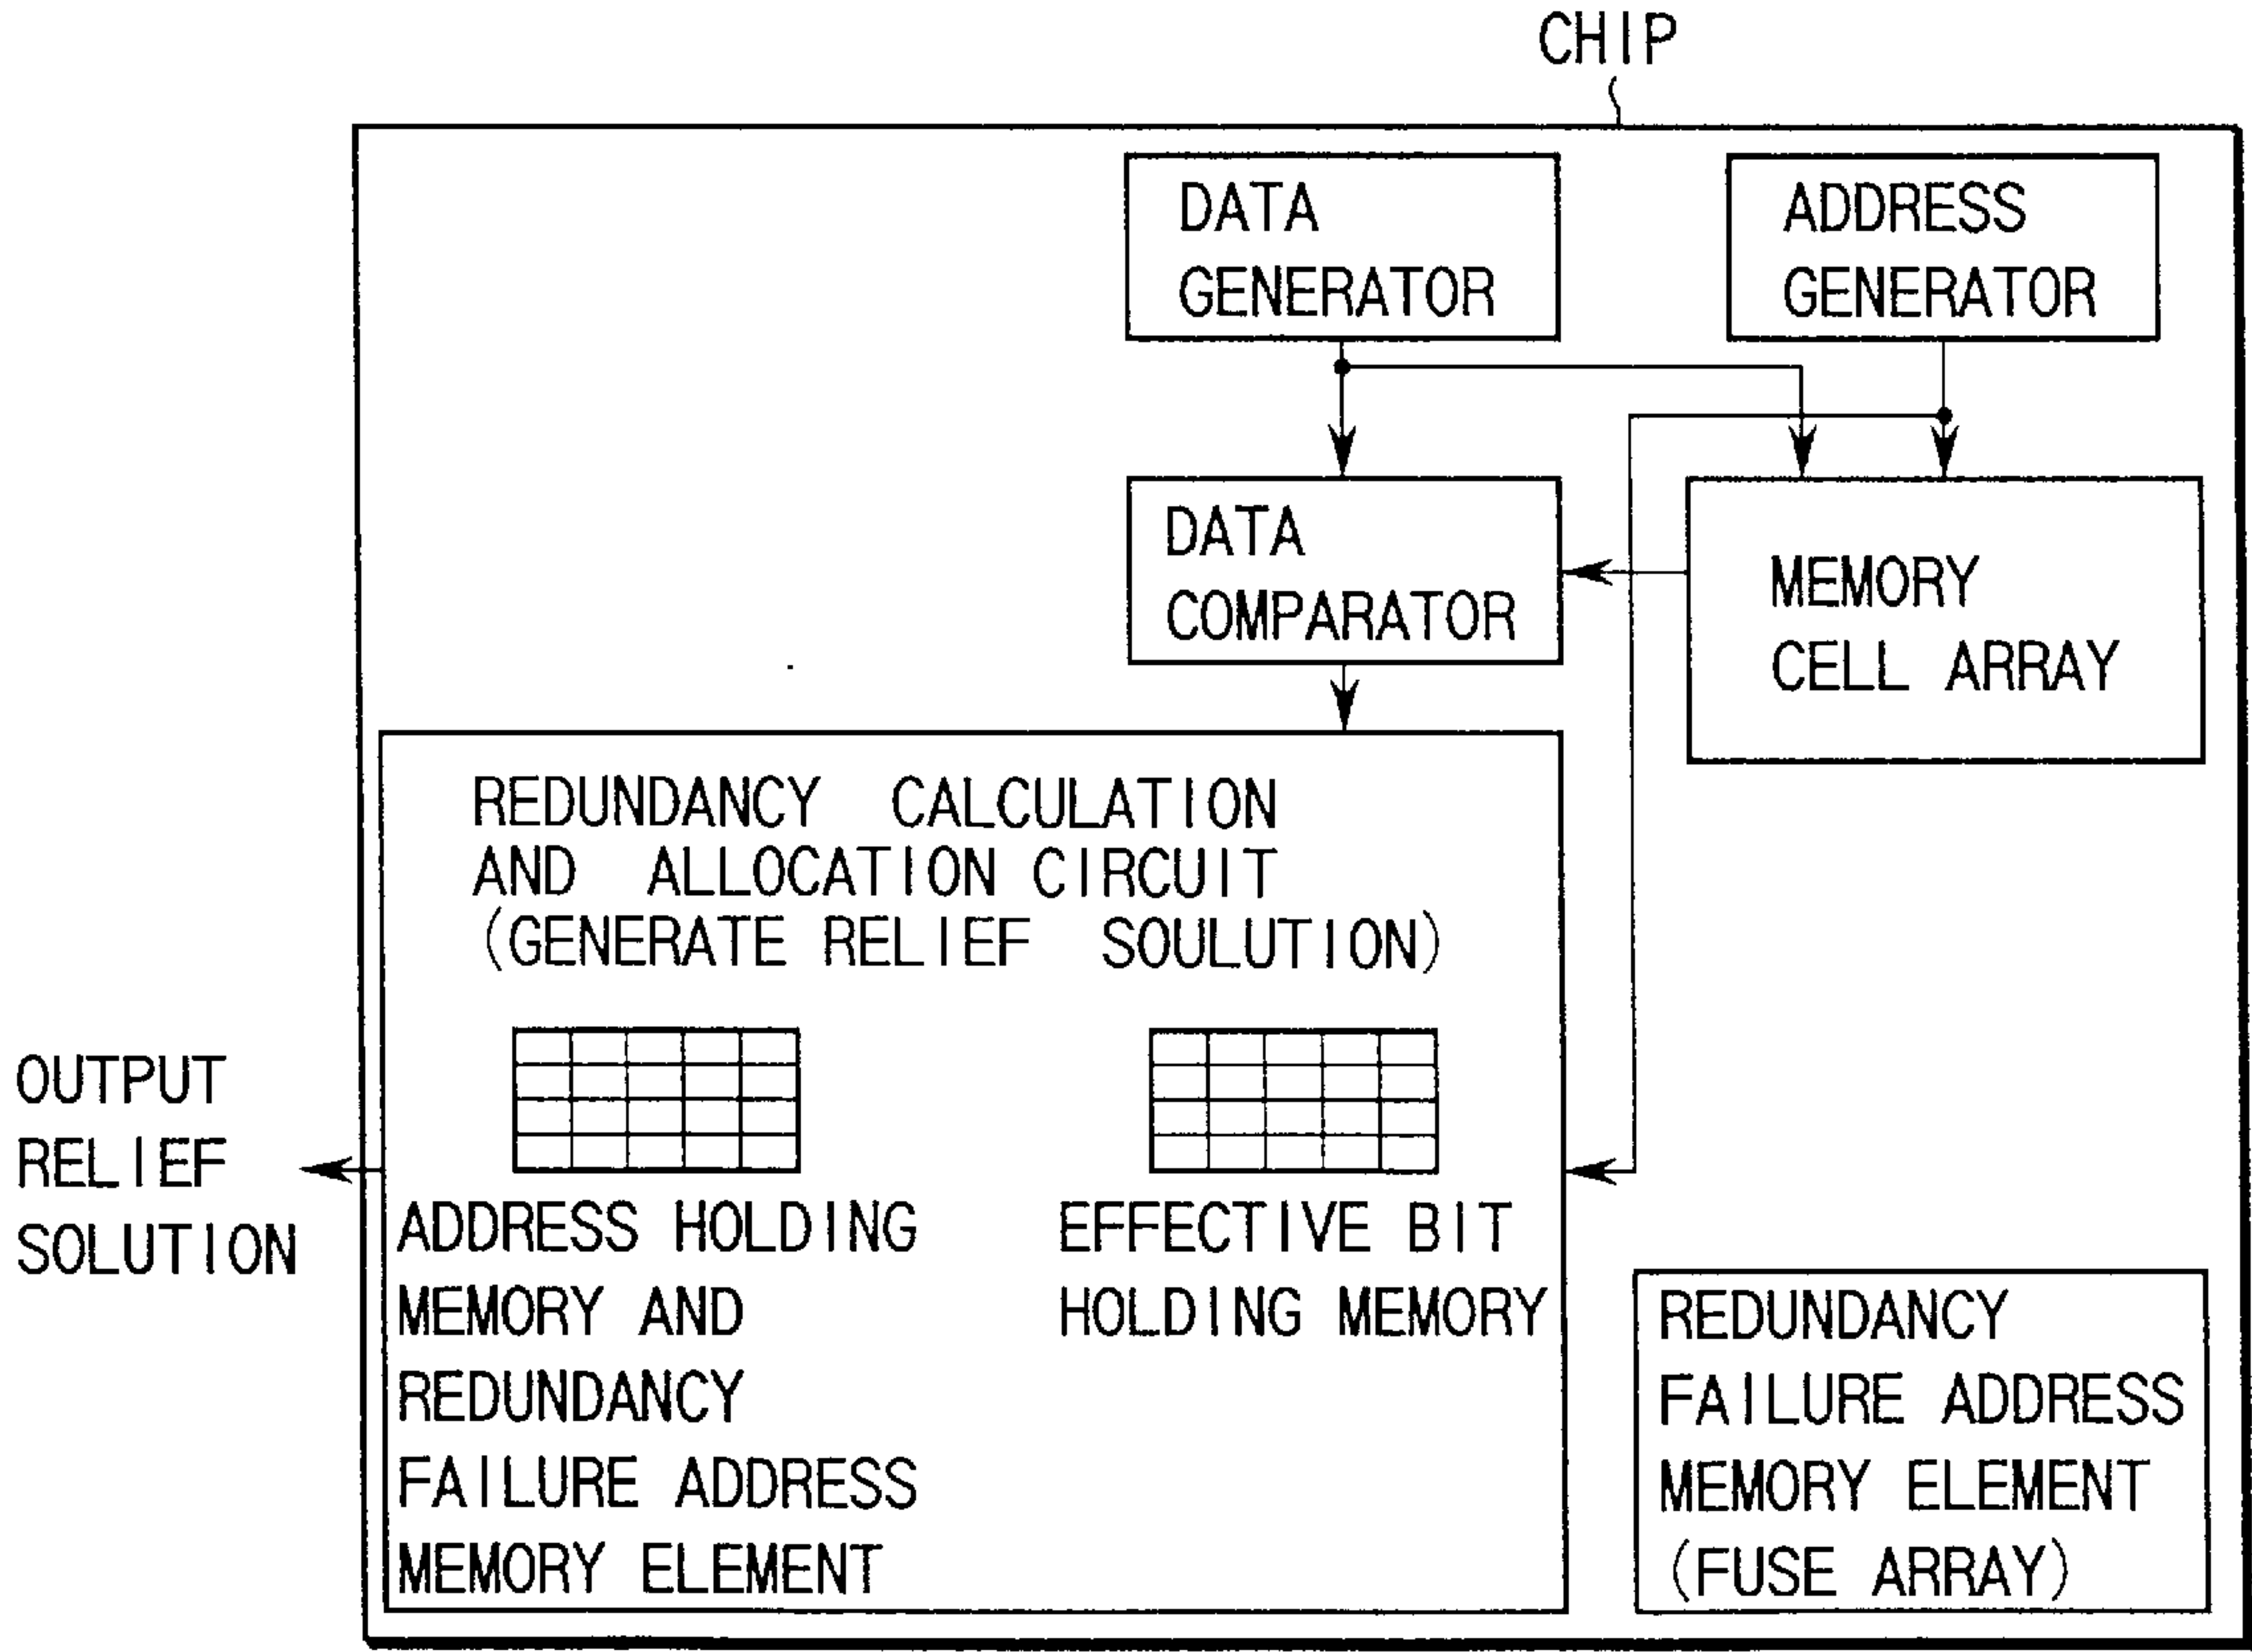 CHIP
DATA
GENERATOR
ADDRESS
GENERATOR
DATA
COMPARATOR
MEMORY
CELL ARRAY
REDUNDANCY CALCULATION
AND ALLOCATION CIRCUIT
(GENERATE RELIEF SOULUTION)
OUTPUT
RELIEF
SOLUTION
ADDRESS HOLDING
MEMORY AND
REDUNDANCY
FAILURE ADDRESS
MEMORY ELEMENT
EFFECTIVE BIT
HOLDING MEMORY
REDUNDANCY
FAILURE ADDRESS
MEMORY ELEMENT
(FUSE ARRAY)